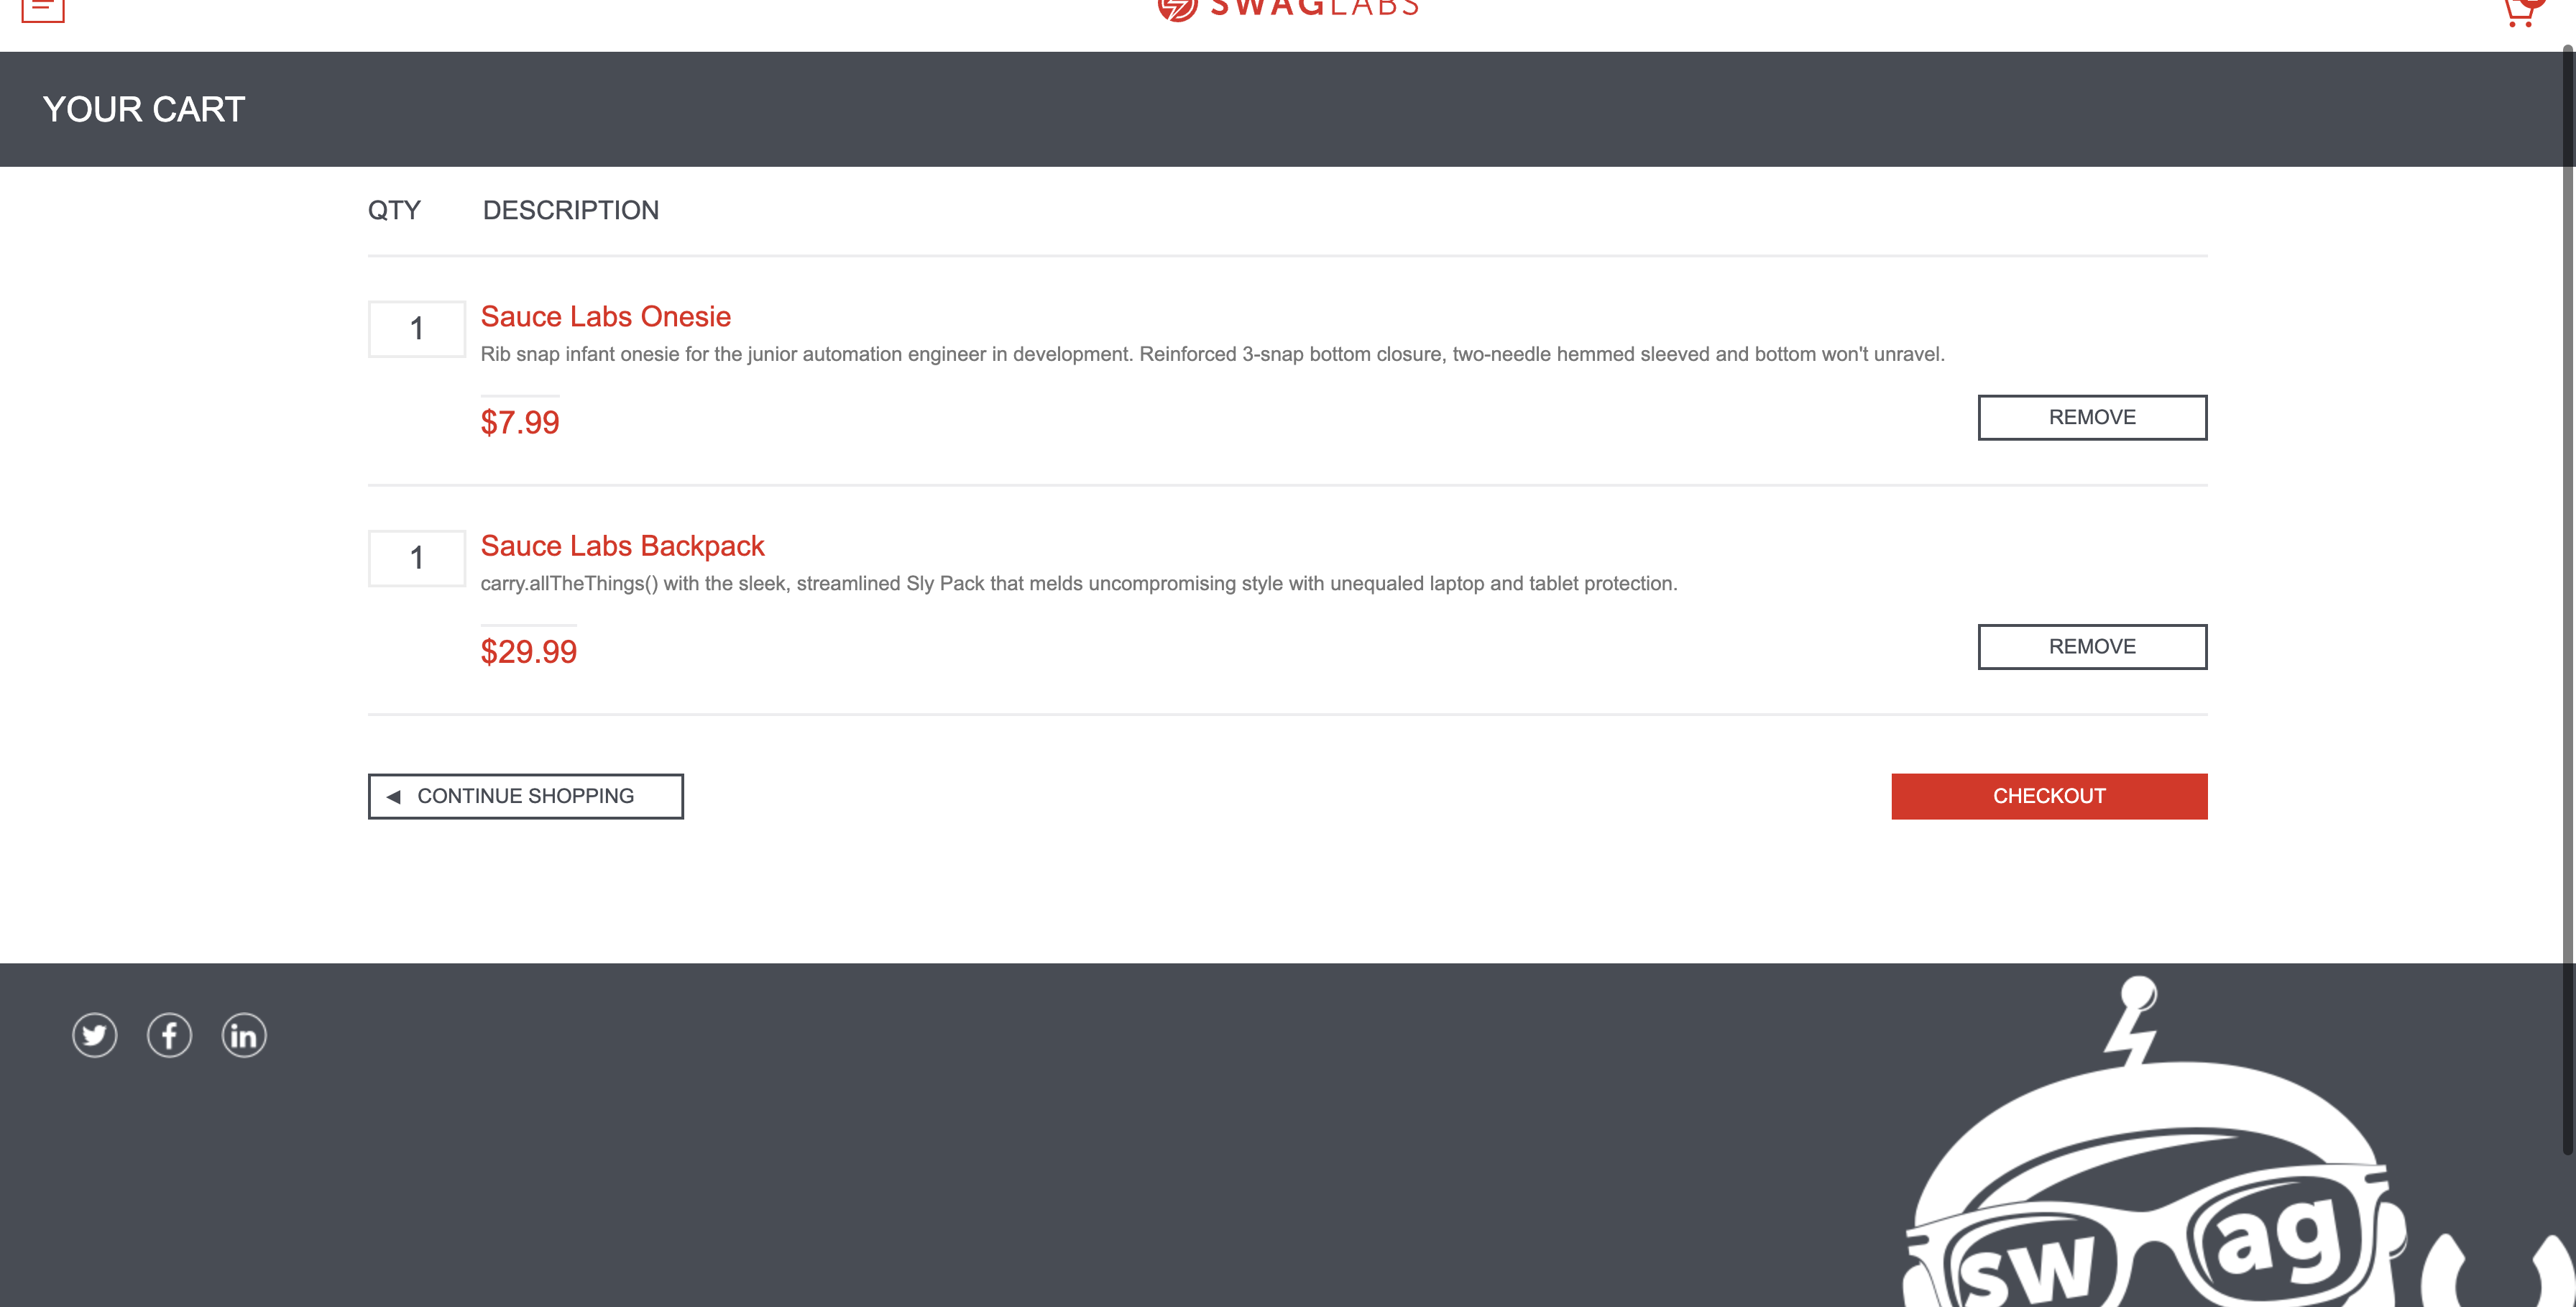 SWAGLABS
YOUR CART
QTY DESCRIPTION
1 Sauce Labs Onesie
Rib snap infant onesie for the junior automation engineer in development. Reinforced 3-snap bottom closure, two-needle hemmed sleeved and bottom won't unravel.
$7.99 REMOVE
1 Sauce Labs Backpack
carry.allTheThings() with the sleek, streamlined Sly Pack that melds uncompromising style with unequaled laptop and tablet protection.
$29.99 REMOVE
CONTINUE SHOPPING CHECKOUT
f in
sw ag